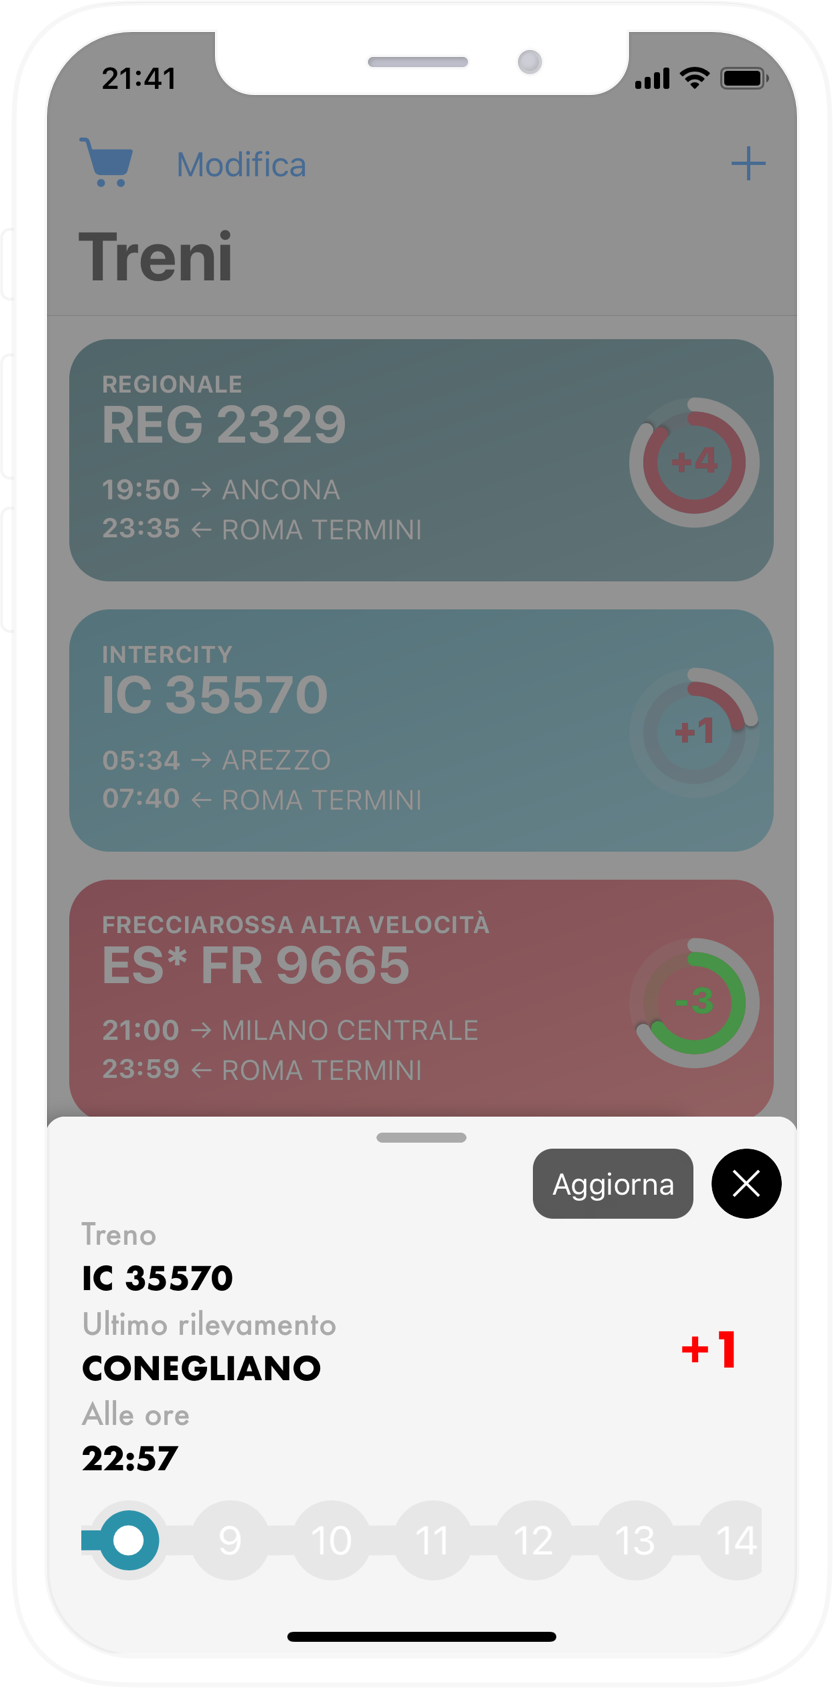 21:41
Modifica
Treni
REGIONALE
REG 2329
19:50 → ANCONA
23:35 ← ROMA TERMINI
+4
INTERCITY
IC 35570
05:34 → AREZZO
07:40 ← ROMA TERMINI
+1
FRECCIAROSSA ALTA VELOCITÀ
ES* FR 9665
21:00 → MILANO CENTRALE
23:59 ← ROMA TERMINI
-3
Aggiorna
Treno
IC 35570
Ultimo rilevamento
CONEGLIANO
Alle ore
22:57
+1
9 10 11 12 13 14